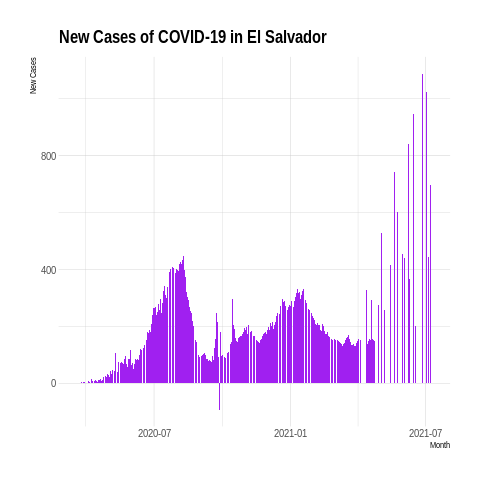 New Cases of COVID-19 in El Salvador
New Cases
800
400
0
2020-07
2021-01
2021-07
Month